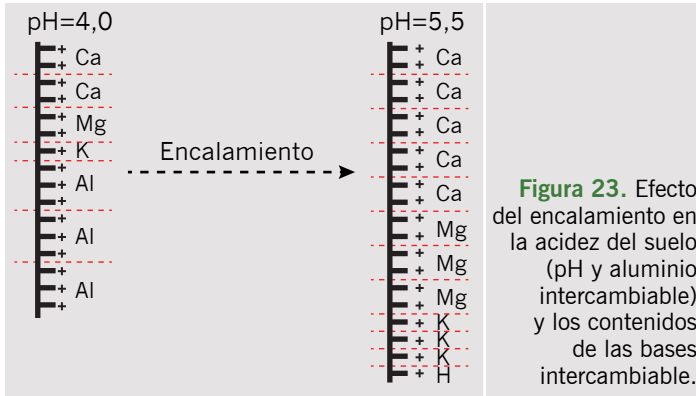 pH=4,0
+ Ca
+
+ Ca
+
+ Mg
+
+ K
+ Al
+
+
+ Al
+
+
+ Al
+
+
Encalamiento
pH=5,5
+ Ca
+
+ Ca
+
+ Ca
+
+ Ca
+
+ Ca
+
+ Mg
+
+ Mg
+
+ Mg
+
+ K
+ K
+ K
+ H
Figura 23. Efecto
del encalamiento en
la acidez del suelo
(pH y aluminio
intercambiable)
y los contenidos
de las bases
intercambiable.